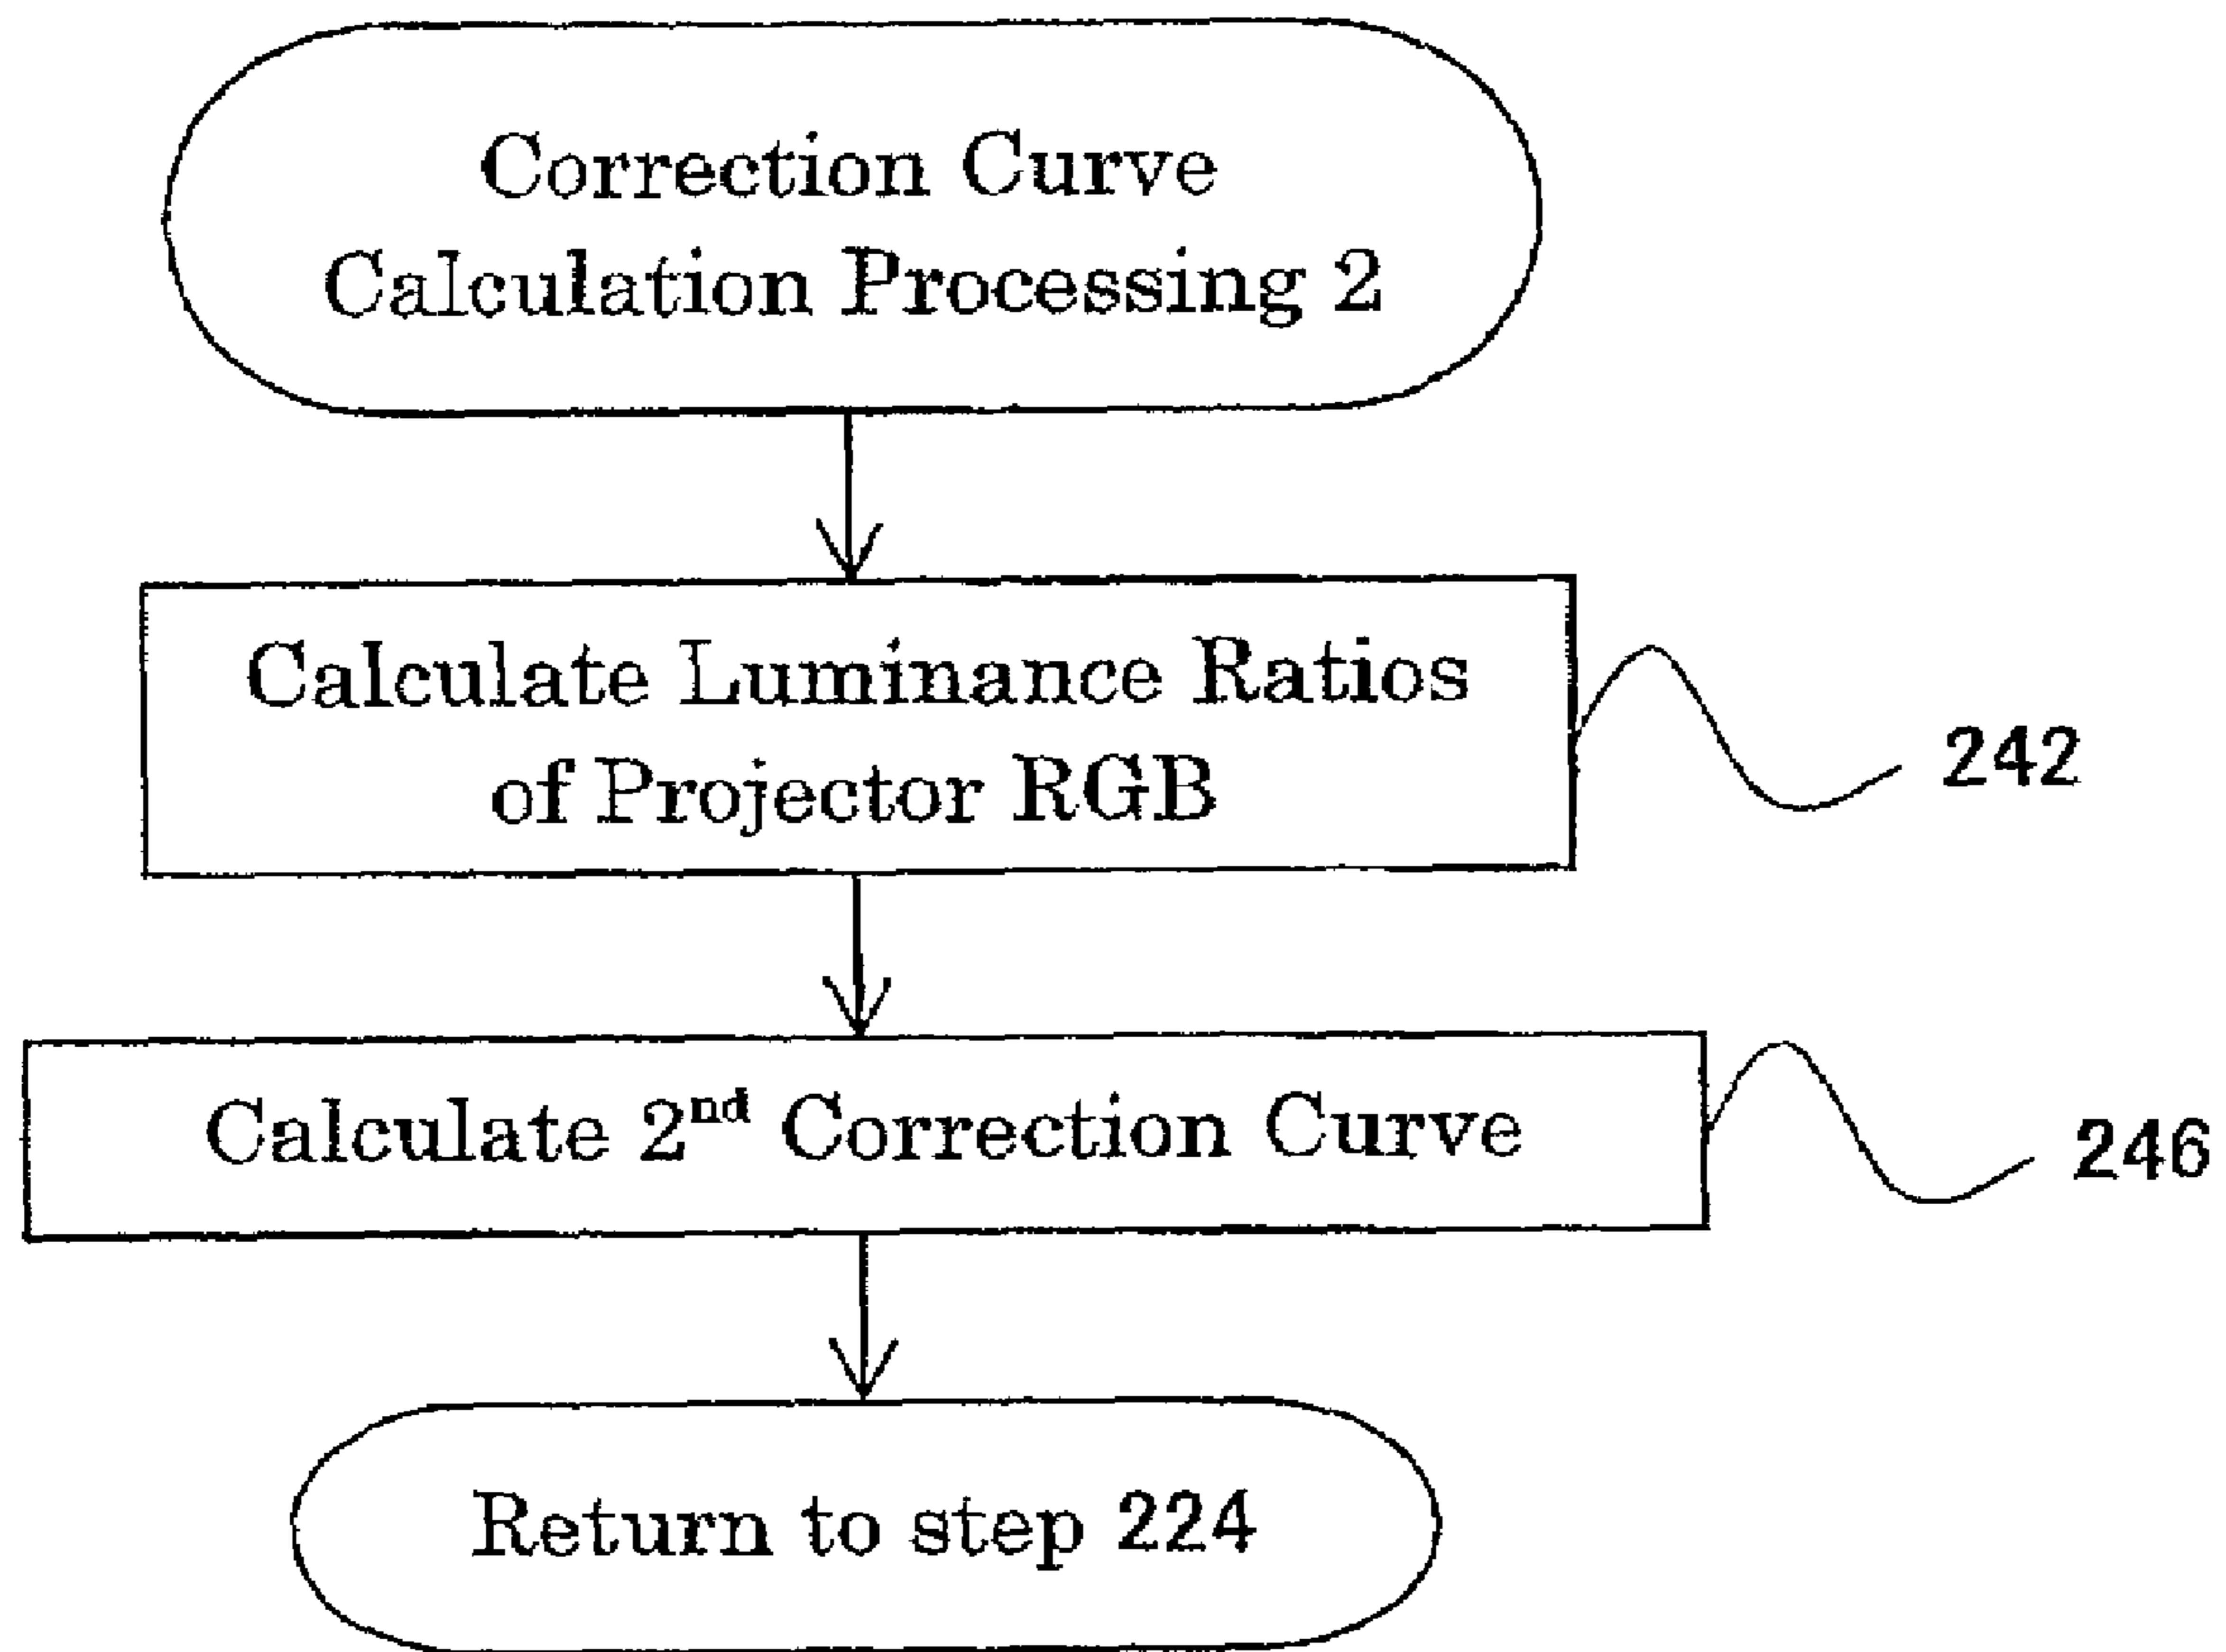 Correction Curve
Calculation Processing 2
Calculate Luminance Ratios
of Projector RGB
242
Calculate 2nd Correction Curve
246
Return to step 224